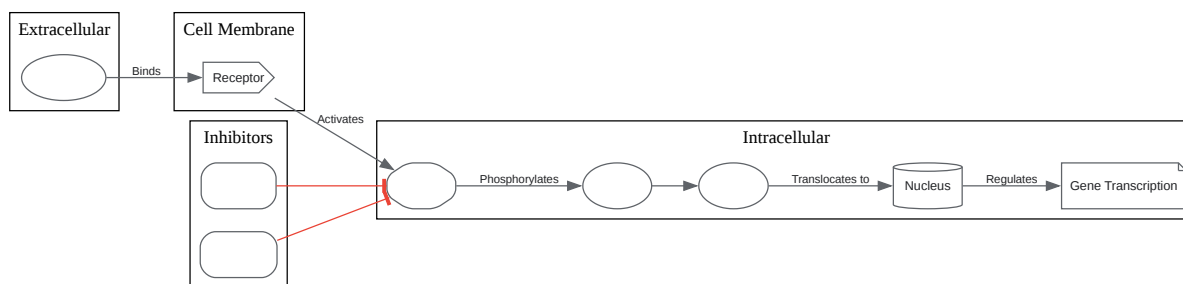 Extracellular
Cell Membrane
Binds
Receptor
Activates
Inhibitors
Intracellular
Phosphorylates
Translocates to
Nucleus
Regulates
Gene Transcription